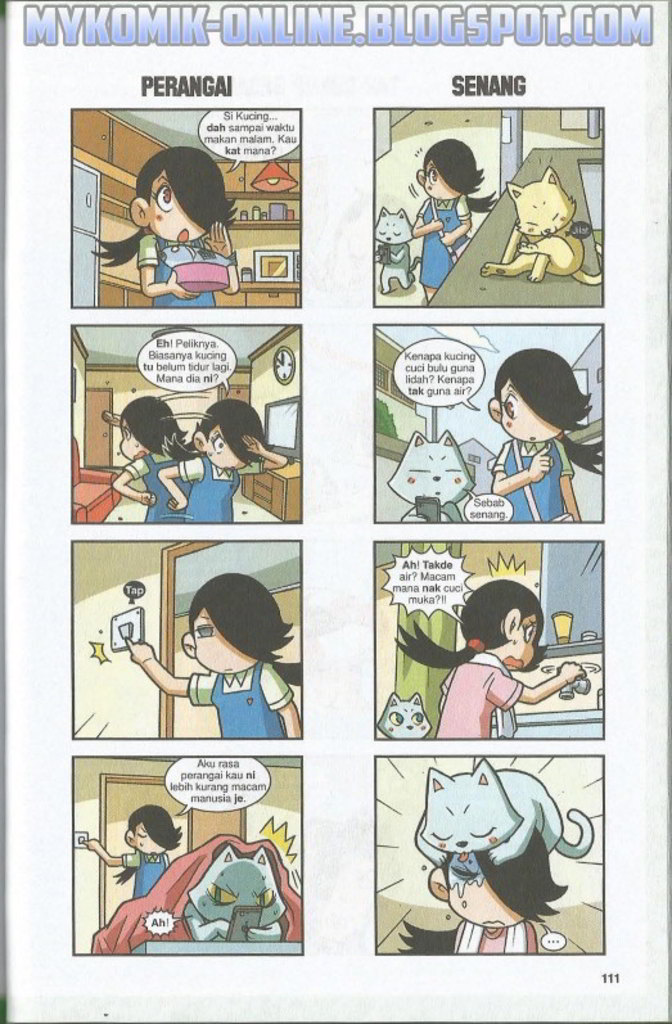 MYKOMIK-ONLINE.BLOGSPOT.COM
PERANGAI
Si Kucing...
dah sampai waktu
makan malam. Kau
kat mana?
Eh! Peliknya.
Biasanya kucing
tu belum tidur lagi.
Mana dia ni?
Tap
Aku rasa
perangai kau ni
lebih kurang macam
manusia je.
Ah!
SENANG
Jilat
Kenapa kucing
cuci bulu guna
lidah? Kenapa
tak guna air?
Sebab
senang.
Ah! Takde
air? Macam
mana nak cuci
muka?!!
...
111